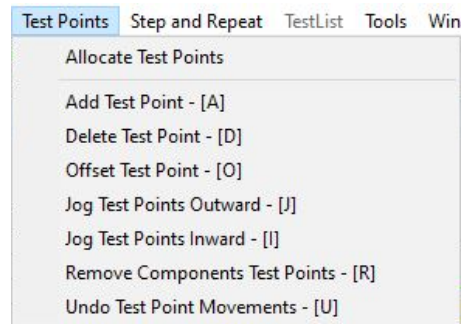 Test Points Step and Repeat TestList Tools Win
Allocate Test Points
Add Test Point - [A]
Delete Test Point - [D]
Offset Test Point - [O]
Jog Test Points Outward - [J]
Jog Test Points Inward - [I]
Remove Components Test Points - [R]
Undo Test Point Movements - [U]